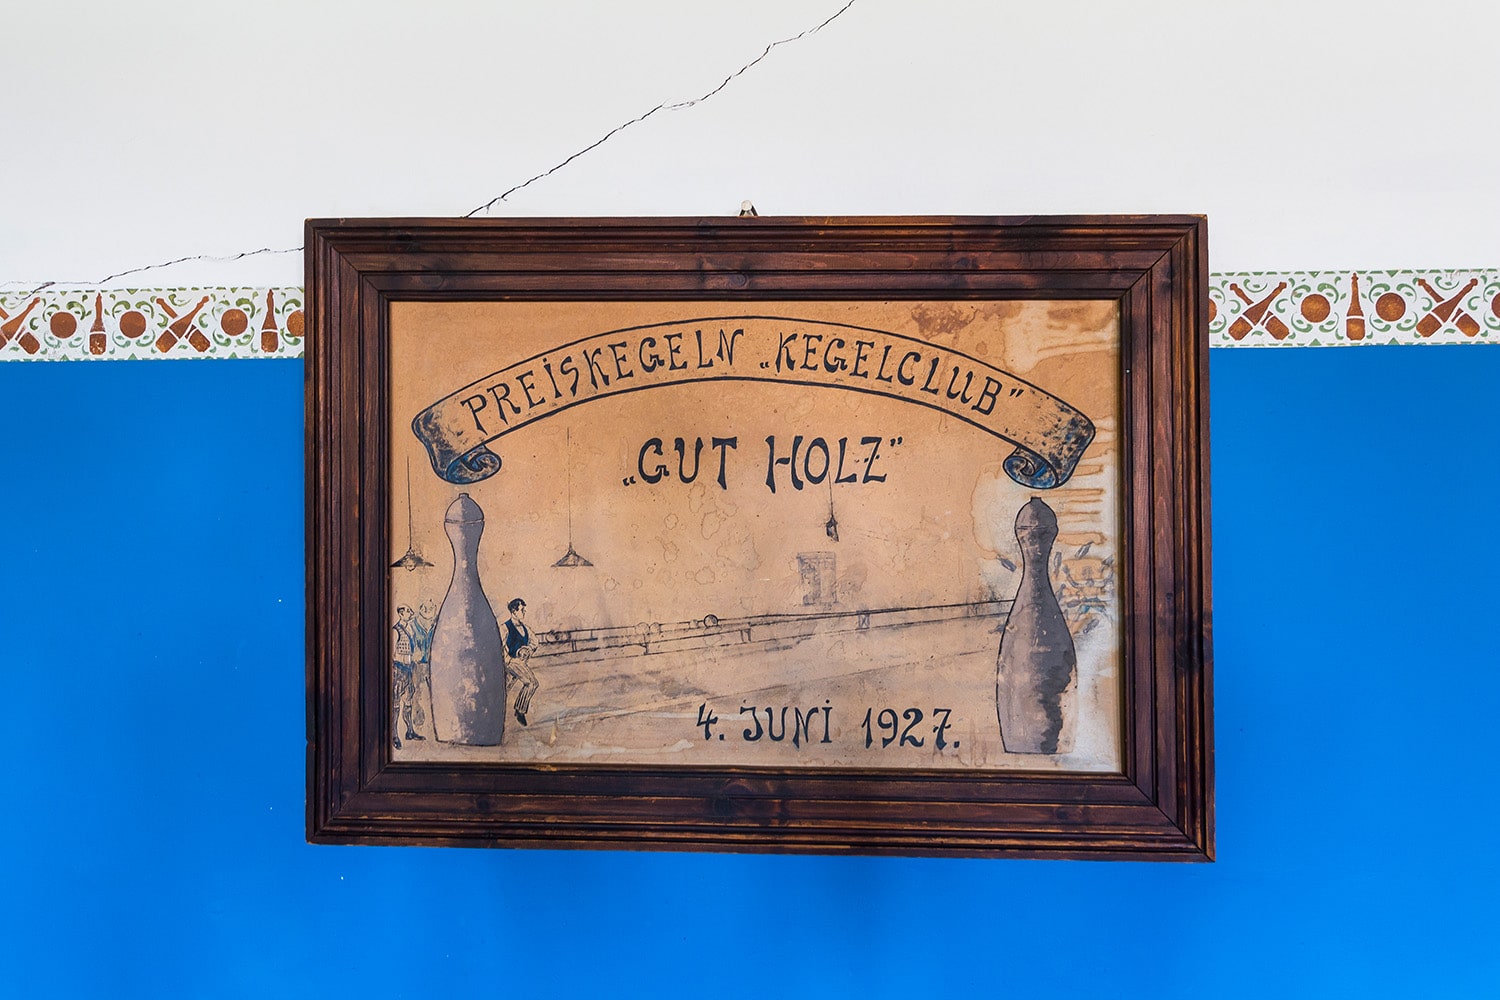 PREISKEGELN „KEGELCLUB”
„GUT HOLZ”
4. JUNI 1927.